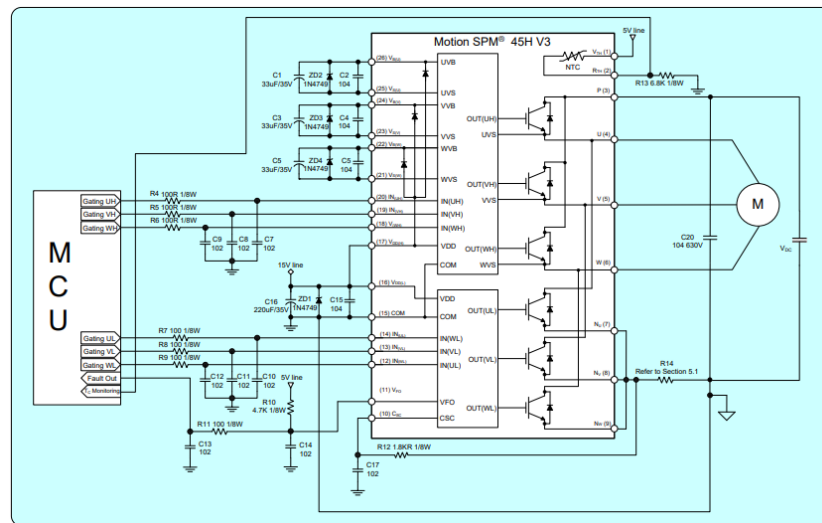 Motion SPM® 45H V3
5V line
VTH (1)
NTC
RTH (2)
R13 6.8K 1/8W
(26) VB(U)
UVB
C1
33uF/35V
ZD2
1N4749
C2
104
(25) VS(U)
UVS
P (3)
(24) VB(V)
VVB
C3
33uF/35V
ZD3
1N4749
C4
104
OUT(UH)
UVS
U (4)
(23) VS(V)
VVS
(22) VB(W)
WVB
C5
33uF/35V
ZD4
1N4749
C5
104
(21) VS(W)
WVS
OUT(VH)
VVS
V (5)
M
MCU
Gating UH
Gating VH
Gating WH
R4 100R 1/8W
R5 100R 1/8W
R6 100R 1/8W
(20) IN(UH)
(19) IN(VH)
(18) IN(WH)
IN(UH)
IN(VH)
IN(WH)
C9
102
C8
102
C7
102
(17) VDD(H)
VDD
COM
OUT(WH)
WVS
W (6)
C20
104 630V
VDC
15V line
(16) VDD(L)
VDD
C16
220uF/35V
ZD1
1N4749
C15
104
(15) COM
COM
OUT(UL)
NU (7)
Gating UL
Gating VL
Gating WL
Fault Out
TC Monitoring
R7 100 1/8W
R8 100 1/8W
R9 100 1/8W
(14) IN(UL)
(13) IN(VL)
(12) IN(WL)
IN(WL)
IN(VL)
IN(UL)
OUT(VL)
NV (8)
R14
Refer to Section 5.1
C12
102
C11
102
C10
102
5V line
R10
4.7K 1/8W
(11) VFO
VFO
(10) CSC
CSC
OUT(WL)
NW (9)
R11 100 1/8W
C13
102
C14
102
R12 1.8KR 1/8W
C17
102